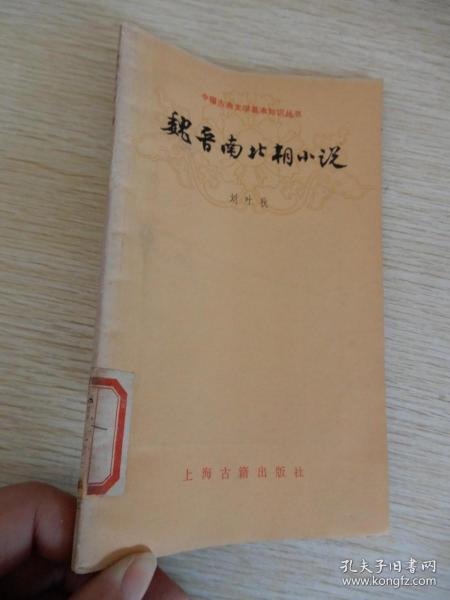 中国古典文学基本知识丛书
魏晋南北朝小说
刘叶秋
上海古籍出版社
孔夫子旧书网
www.kongfz.com